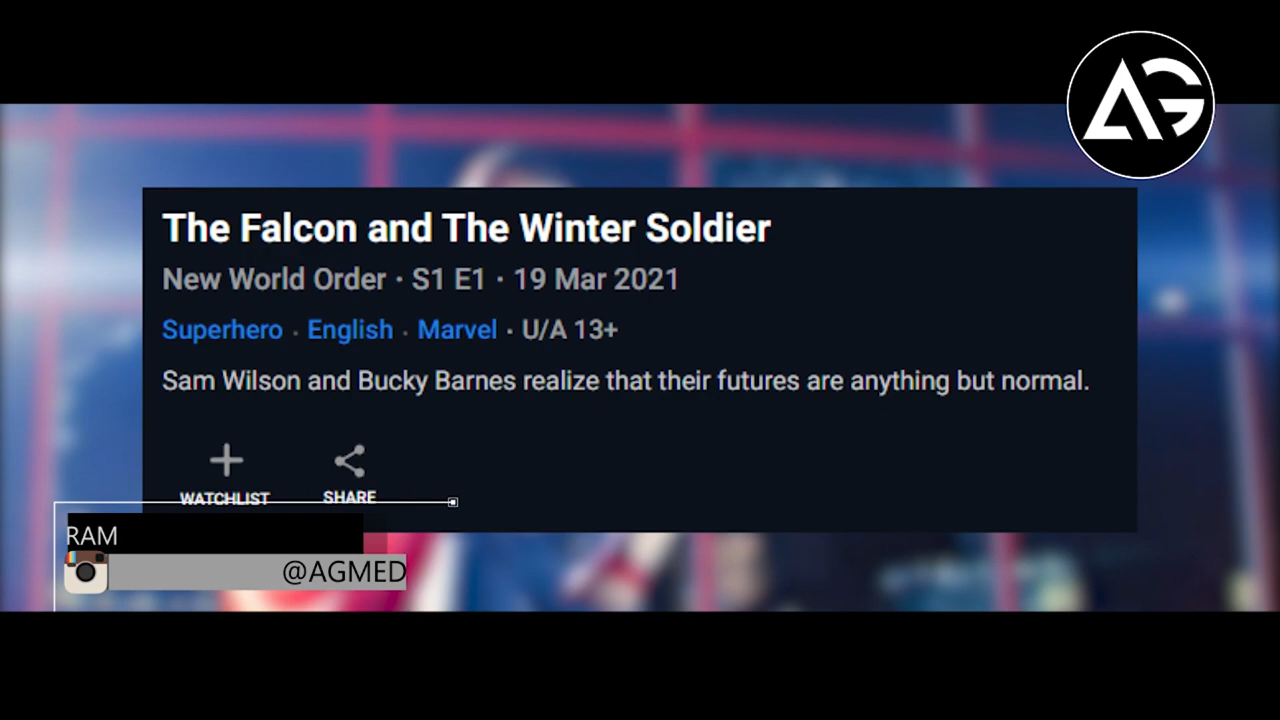 AG
The Falcon and The Winter Soldier
New World Order · S1 E1 · 19 Mar 2021
Superhero · English · Marvel · U/A 13+
Sam Wilson and Bucky Barnes realize that their futures are anything but normal.
WATCHLIST SHARE
RAM
@AGMED